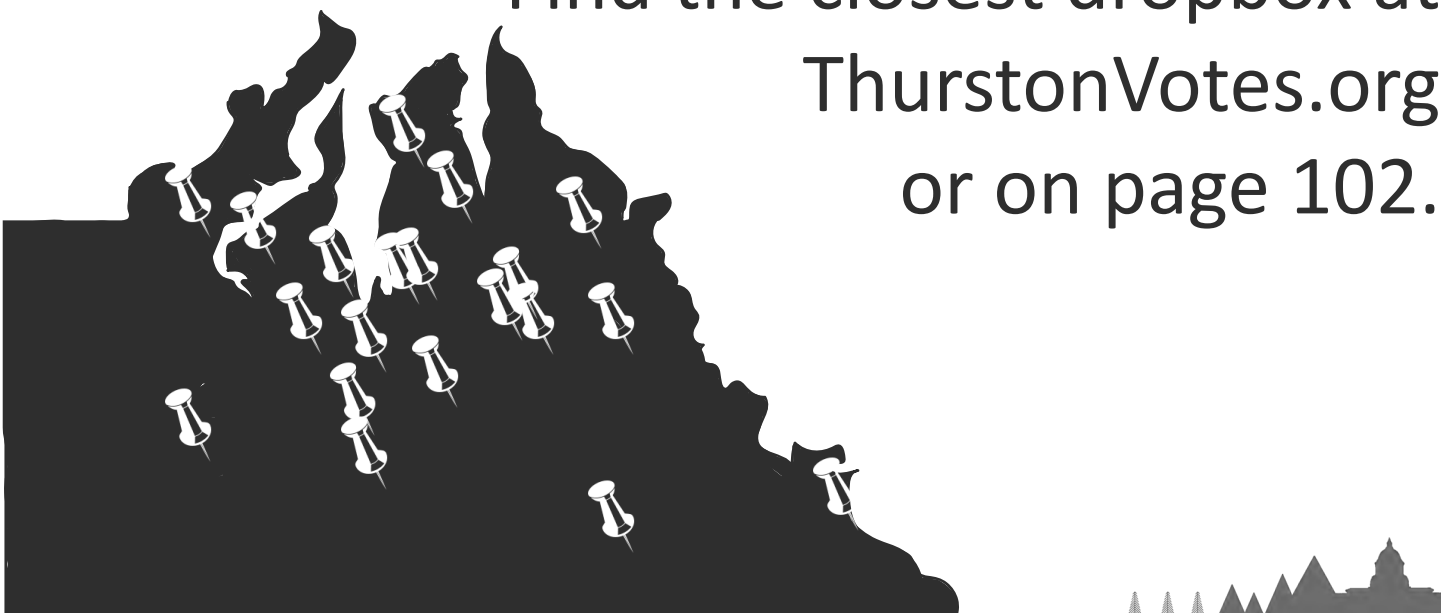 Find the closest dropbox at
ThurstonVotes.org
or on page 102.